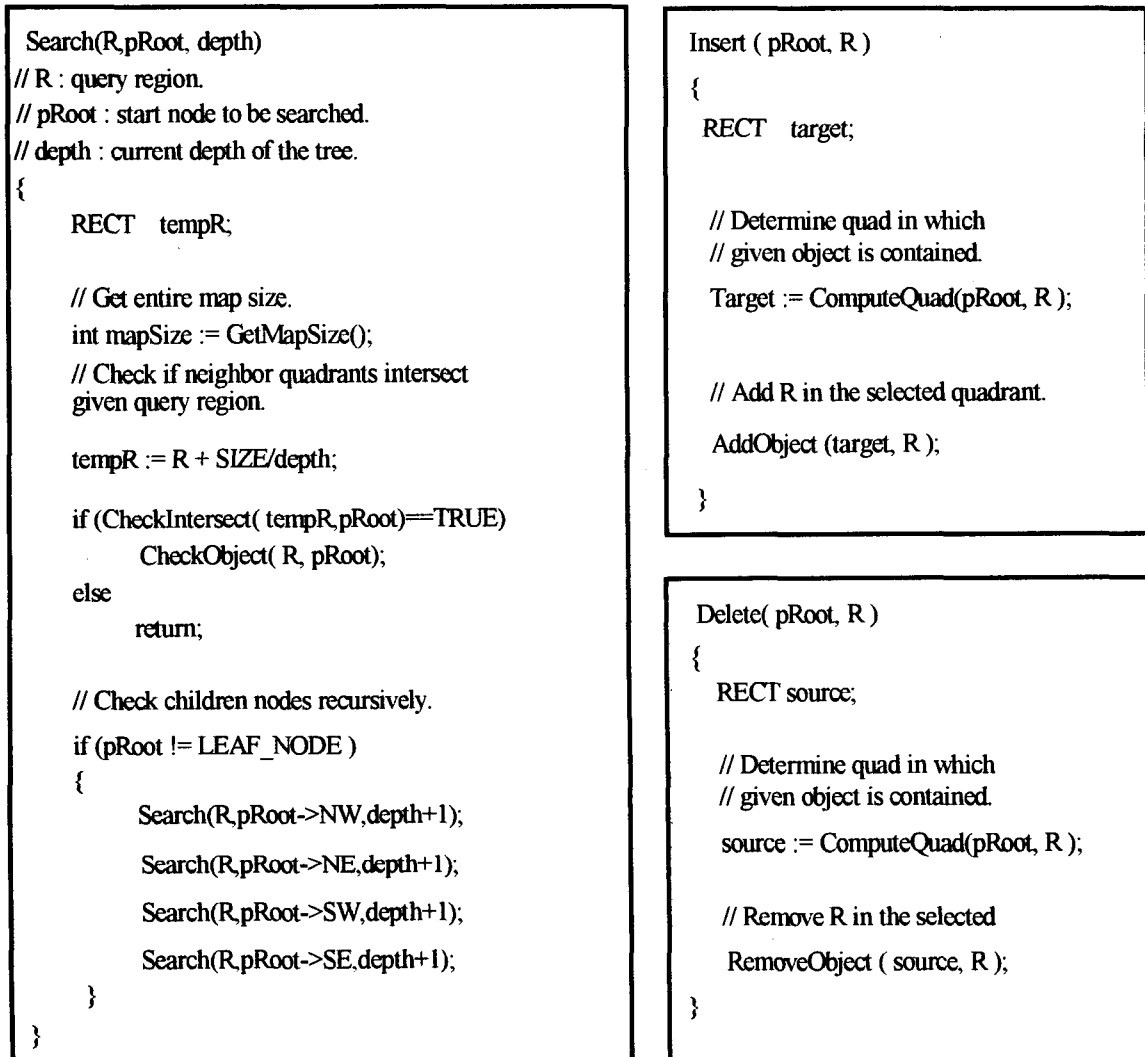 Search(R,pRoot, depth)
// R : query region.
// pRoot : start node to be searched.
// depth : current depth of the tree.
{
RECT tempR;
// Get entire map size.
int mapSize := GetMapSize();
// Check if neighbor quadrants intersect
given query region.
tempR := R + SIZE/depth;
if (CheckIntersect( tempR,pRoot)==TRUE)
CheckObject( R, pRoot);
else
return;
// Check children nodes recursively.
if (pRoot != LEAF_NODE )
{
Search(R,pRoot->NW,depth+1);
Search(R,pRoot->NE,depth+1);
Search(R,pRoot->SW,depth+1);
Search(R,pRoot->SE,depth+1);
}
}
Insert ( pRoot, R )
{
RECT target;
// Determine quad in which
// given object is contained.
Target := ComputeQuad(pRoot, R );
// Add R in the selected quadrant.
AddObject (target, R );
}
Delete( pRoot, R )
{
RECT source;
// Determine quad in which
// given object is contained.
source := ComputeQuad(pRoot, R );
// Remove R in the selected
RemoveObject ( source, R );
}